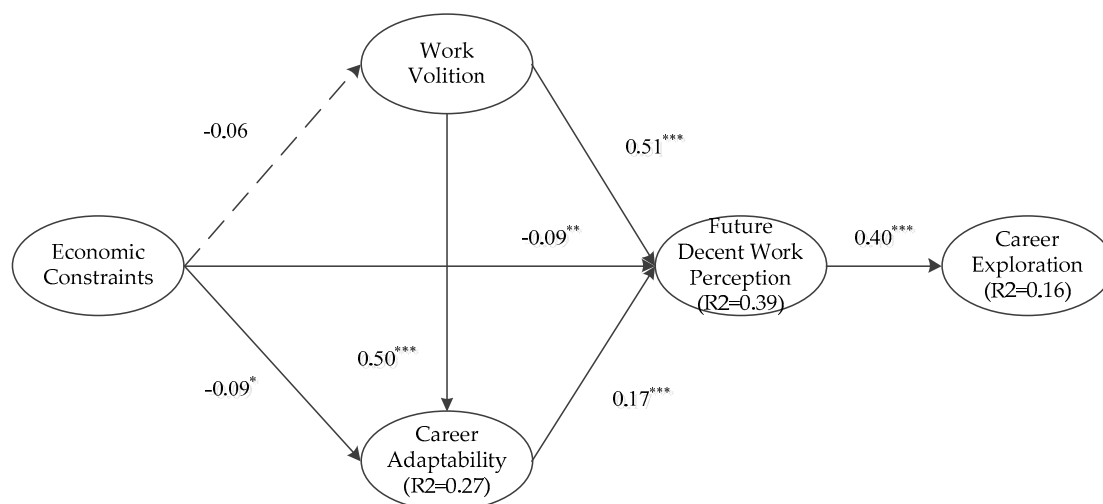 Work
Volition
-0.06
0.51***
Economic
Constraints
-0.09**
Future
Decent Work
Perception
(R2=0.39)
0.40***
Career
Exploration
(R2=0.16)
-0.09*
0.50***
0.17***
Career
Adaptability
(R2=0.27)